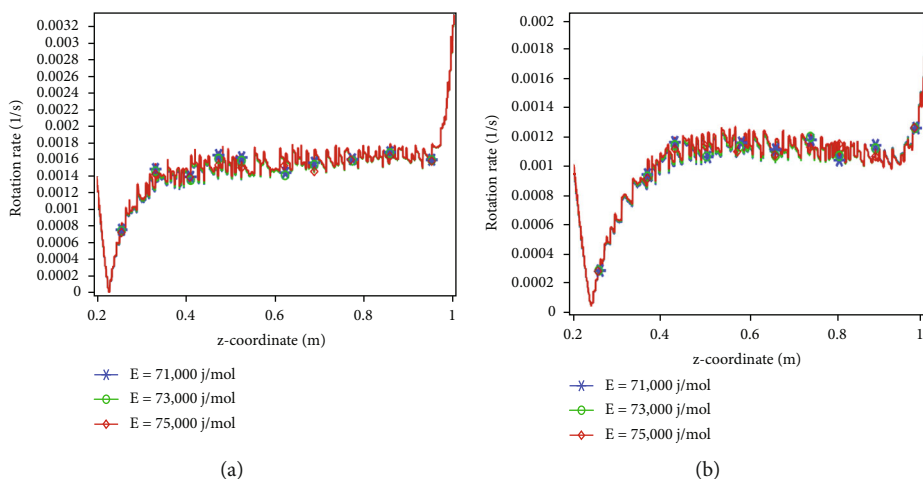 0.0032
0.003
0.0028
0.0026
0.0024
0.0022
0.002
0.0018
0.0016
0.0014
0.0012
0.001
0.0008
0.0006
0.0004
0.0002
0
Rotation rate (1/s)
0.2 0.4 0.6 0.8 1
z-coordinate (m)
E = 71,000 j/mol
E = 73,000 j/mol
E = 75,000 j/mol
(a)
0.002
0.0018
0.0016
0.0014
0.0012
0.001
0.0008
0.0006
0.0004
0.0002
0
Rotation rate (1/s)
0.2 0.4 0.6 0.8 1
z-coordinate (m)
E = 71,000 j/mol
E = 73,000 j/mol
E = 75,000 j/mol
(b)